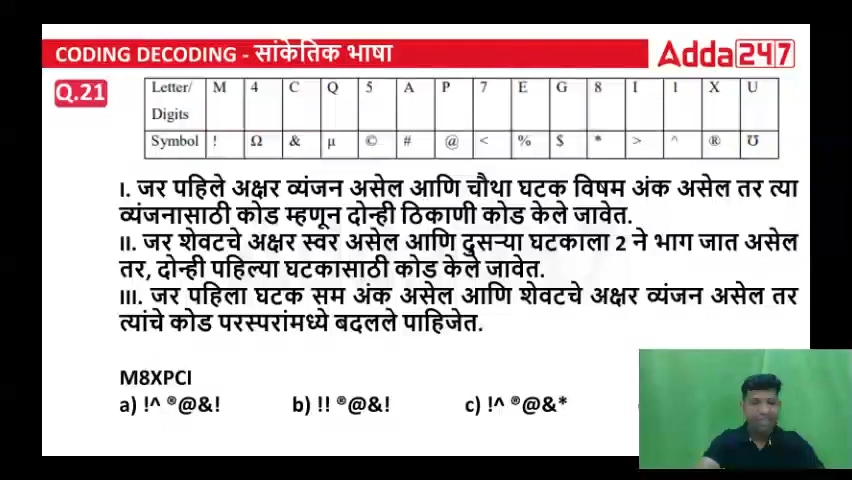 CODING DECODING - सांकेतिक भाषा
Adda247
Q.21
Letter/ Digits M 4 C Q 5 A P 7 E G 8 I 1 X U
Symbol ! Ω & µ © # @ < % $ * > ^ ® Ʊ
I. जर पहिले अक्षर व्यंजन असेल आणि चौथा घटक विषम अंक असेल तर त्या
व्यंजनासाठी कोड म्हणून दोन्ही ठिकाणी कोड केले जावेत.
II. जर शेवटचे अक्षर स्वर असेल आणि दुसऱ्या घटकाला 2 ने भाग जात असेल
तर, दोन्ही पहिल्या घटकासाठी कोड केले जावेत.
III. जर पहिला घटक सम अंक असेल आणि शेवटचे अक्षर व्यंजन असेल तर
त्यांचे कोड परस्परांमध्ये बदलले पाहिजेत.
M8XPCI
a) !^ ®@&! b) !! ®@&! c) !^ ®@&*